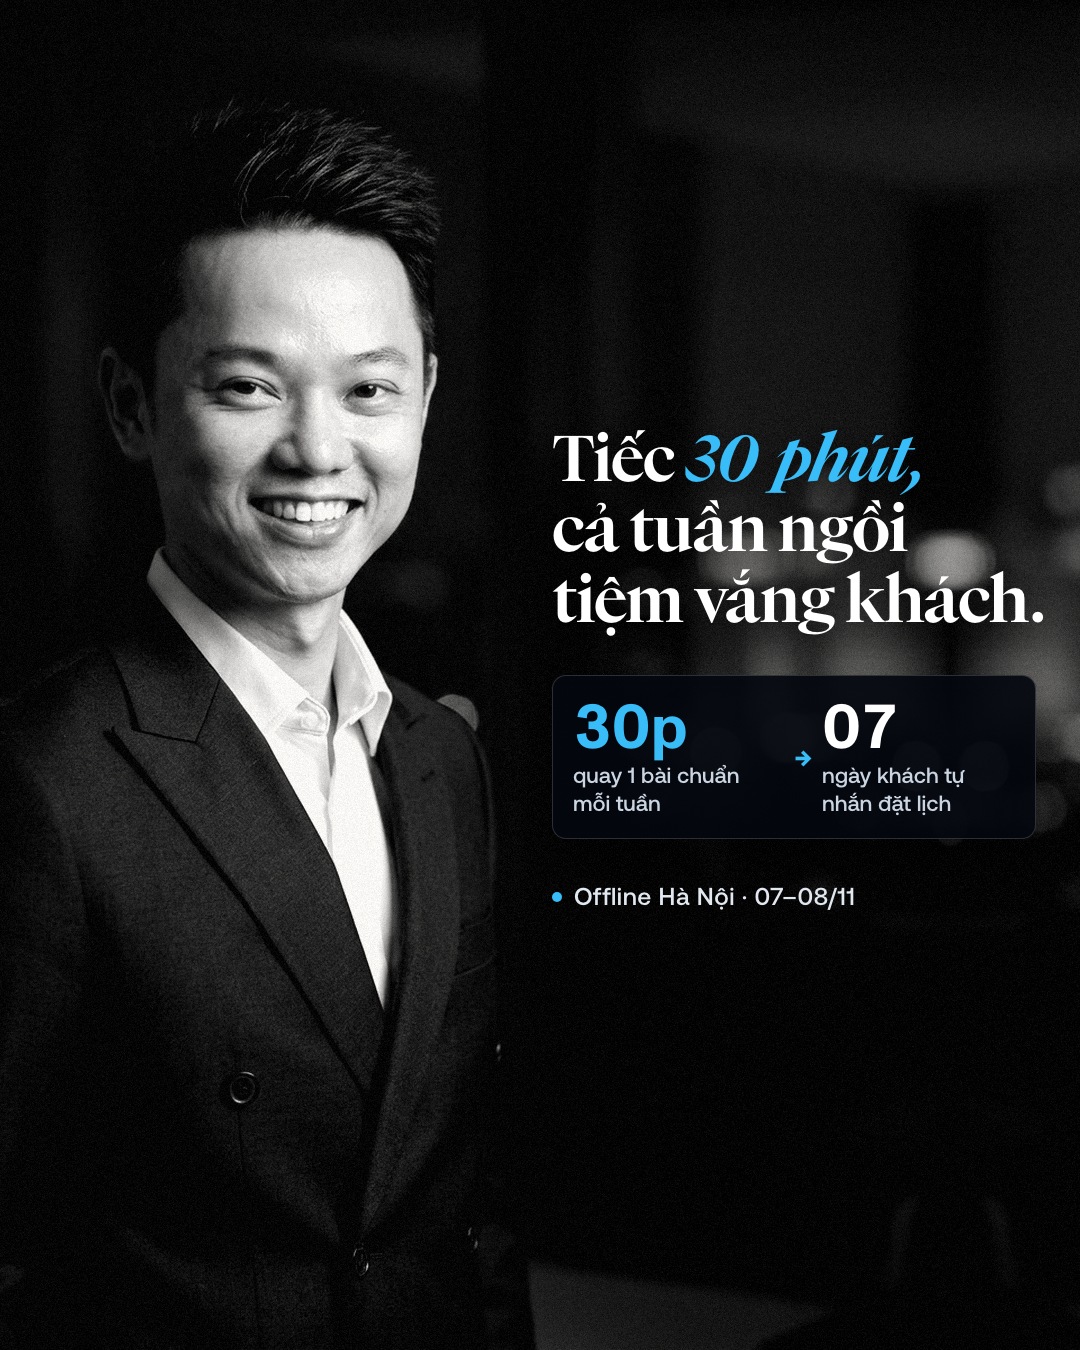 Tiếc 30 phút,
cả tuần ngồi
tiệm vắng khách.
30p
quay 1 bài chuẩn
mỗi tuần
→
07
ngày khách tự
nhắn đặt lịch
Offline Hà Nội · 07–08/11